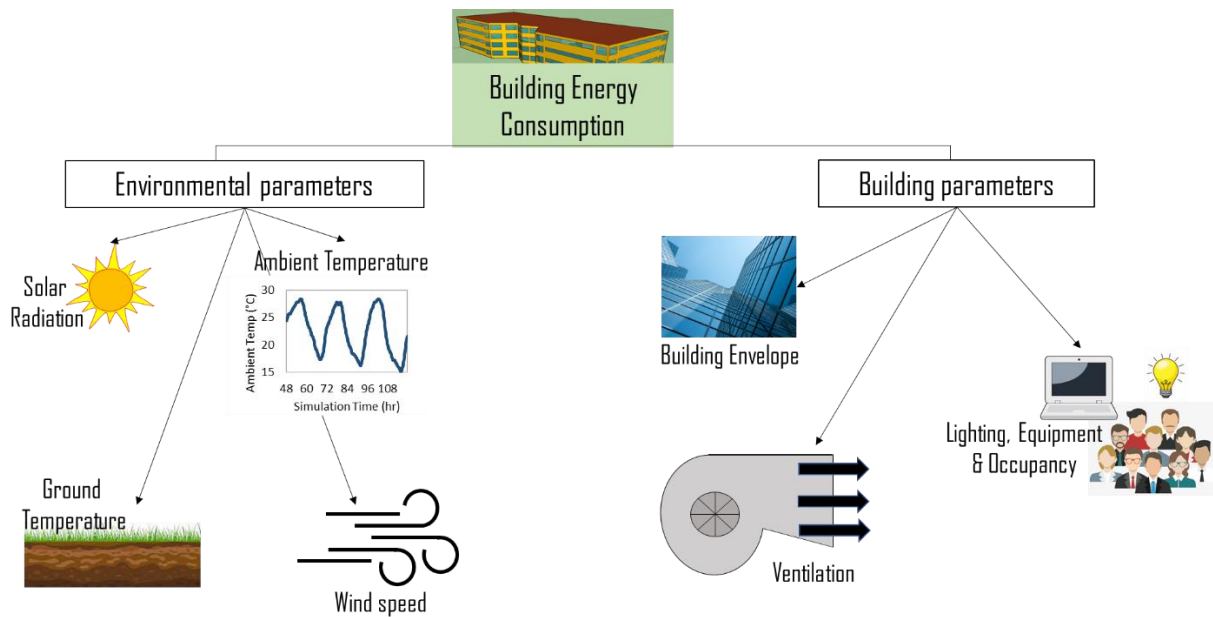 Building Energy
Consumption
Environmental parameters
Building parameters
Solar
Radiation
Ambient Temperature
Ambient Temp (°C)
30
25
20
15
48 60 72 84 96 108
Simulation Time (hr)
Ground
Temperature
Wind speed
Building Envelope
Lighting, Equipment
& Occupancy
Ventilation